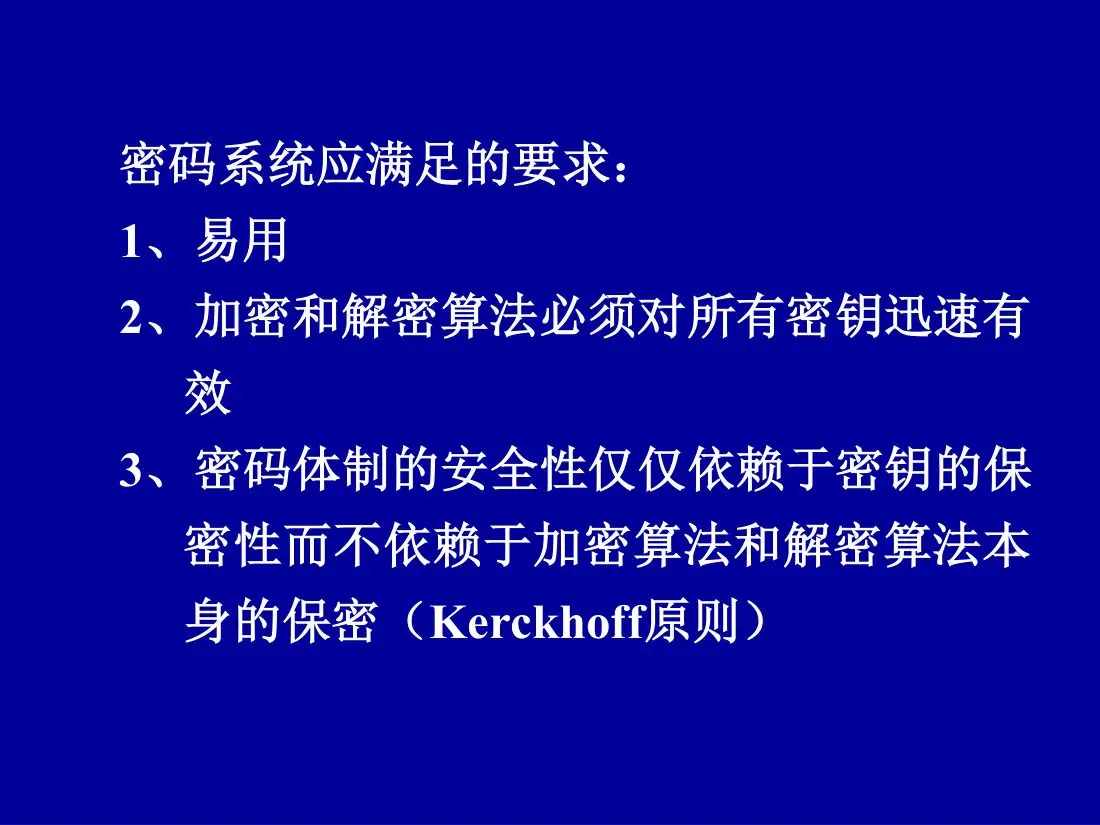 密码系统应满足的要求：
1、易用
2、加密和解密算法必须对所有密钥迅速有
效
3、密码体制的安全性仅仅依赖于密钥的保
密性而不依赖于加密算法和解密算法本
身的保密（Kerckhoff原则）